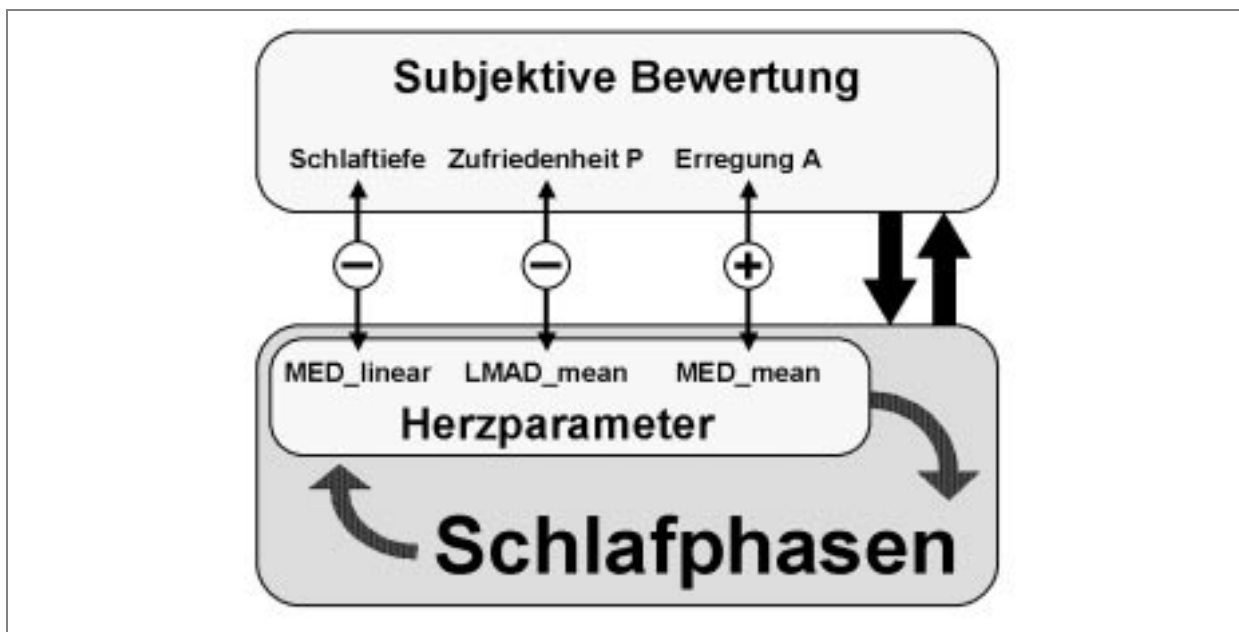 Subjektive Bewertung
Schlaftiefe Zufriedenheit P Erregung A
− − +
MED_linear LMAD_mean MED_mean
Herzparameter
Schlafphasen